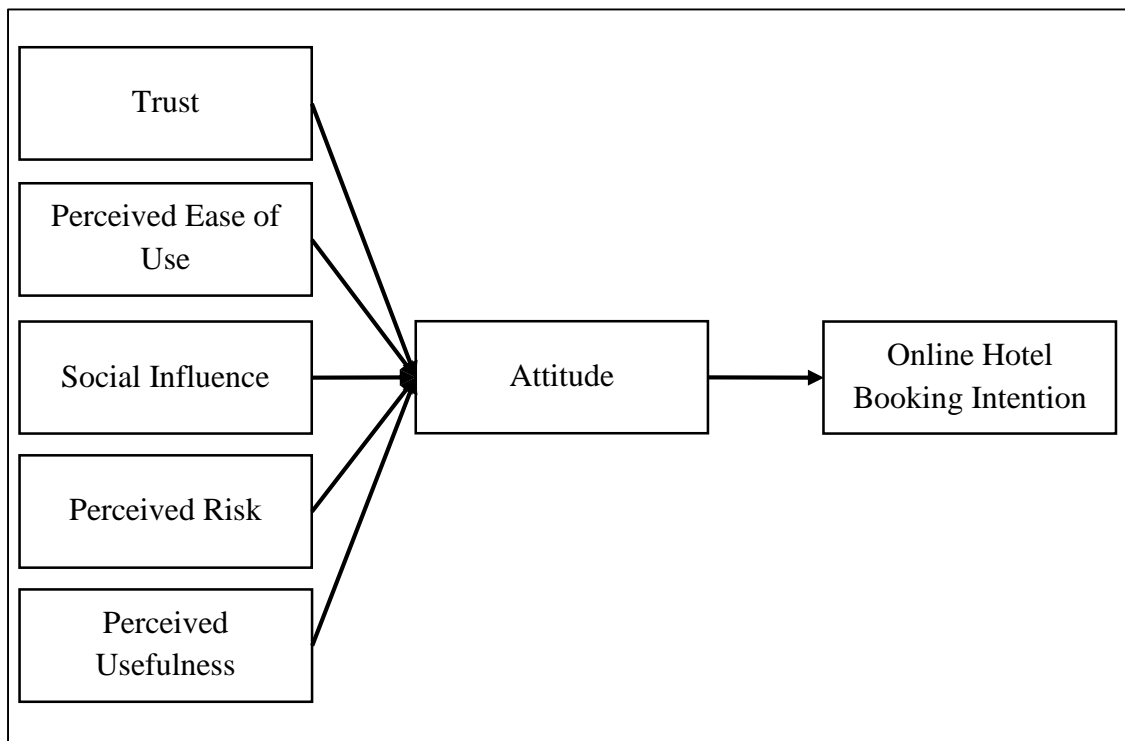 Trust
Perceived Ease of
Use
Social Influence
Perceived Risk
Perceived
Usefulness
Attitude
Online Hotel
Booking Intention